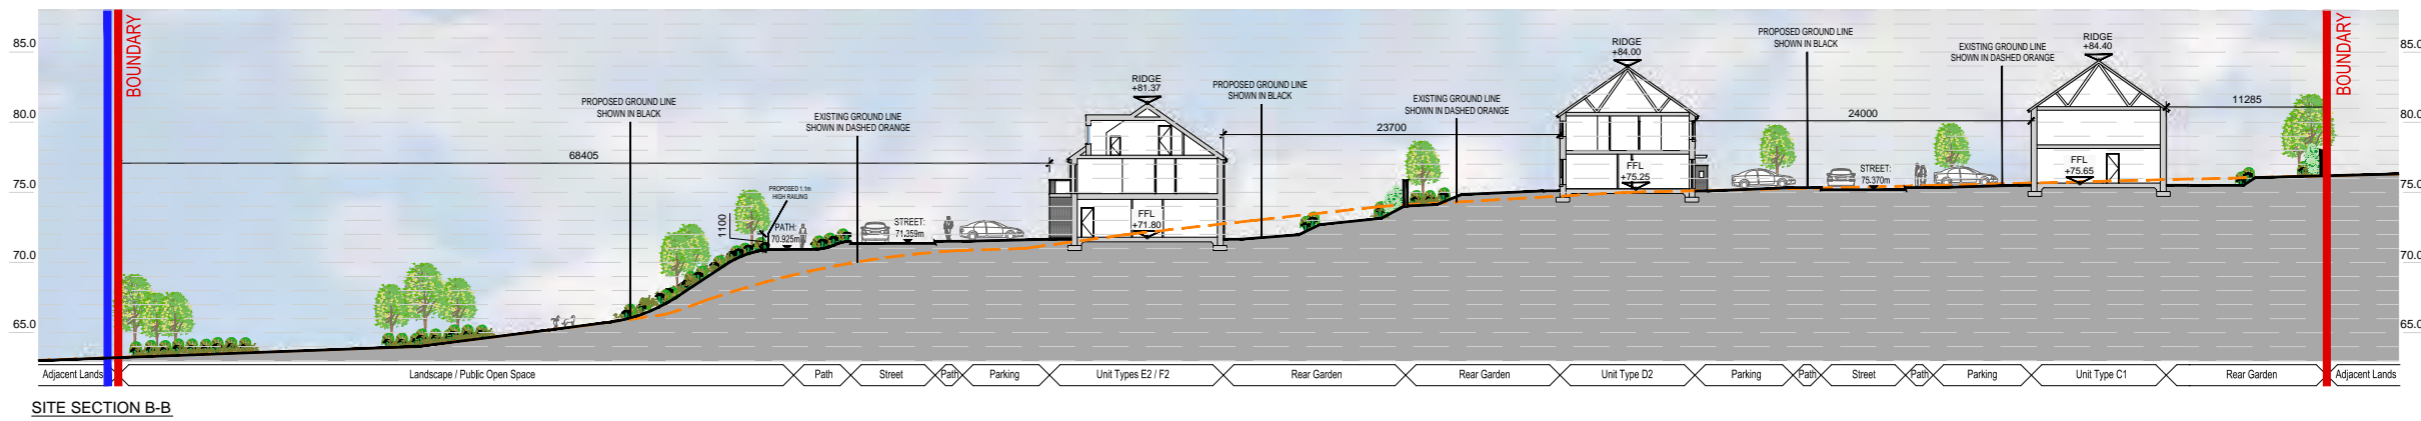 85.0
80.0
75.0
70.0
65.0
BOUNDARY
68405
PROPOSED GROUND LINE
SHOWN IN BLACK
PROPOSED 1.1m
HIGH RAILING
1100
PATH:
70.925m
EXISTING GROUND LINE
SHOWN IN DASHED ORANGE
STREET:
71.359m
RIDGE
+81.37
FFL
+71.80
PROPOSED GROUND LINE
SHOWN IN BLACK
23700
EXISTING GROUND LINE
SHOWN IN DASHED ORANGE
RIDGE
+84.00
FFL
+75.25
PROPOSED GROUND LINE
SHOWN IN BLACK
24000
STREET:
75.370m
EXISTING GROUND LINE
SHOWN IN DASHED ORANGE
RIDGE
+84.40
FFL
+75.65
11285
BOUNDARY
85.0
80.0
75.0
70.0
65.0
Adjacent Lands
Landscape / Public Open Space
Path
Street
Path
Parking
Unit Types E2 / F2
Rear Garden
Rear Garden
Unit Type D2
Parking
Path
Street
Path
Parking
Unit Type C1
Rear Garden
Adjacent Lands
SITE SECTION B-B